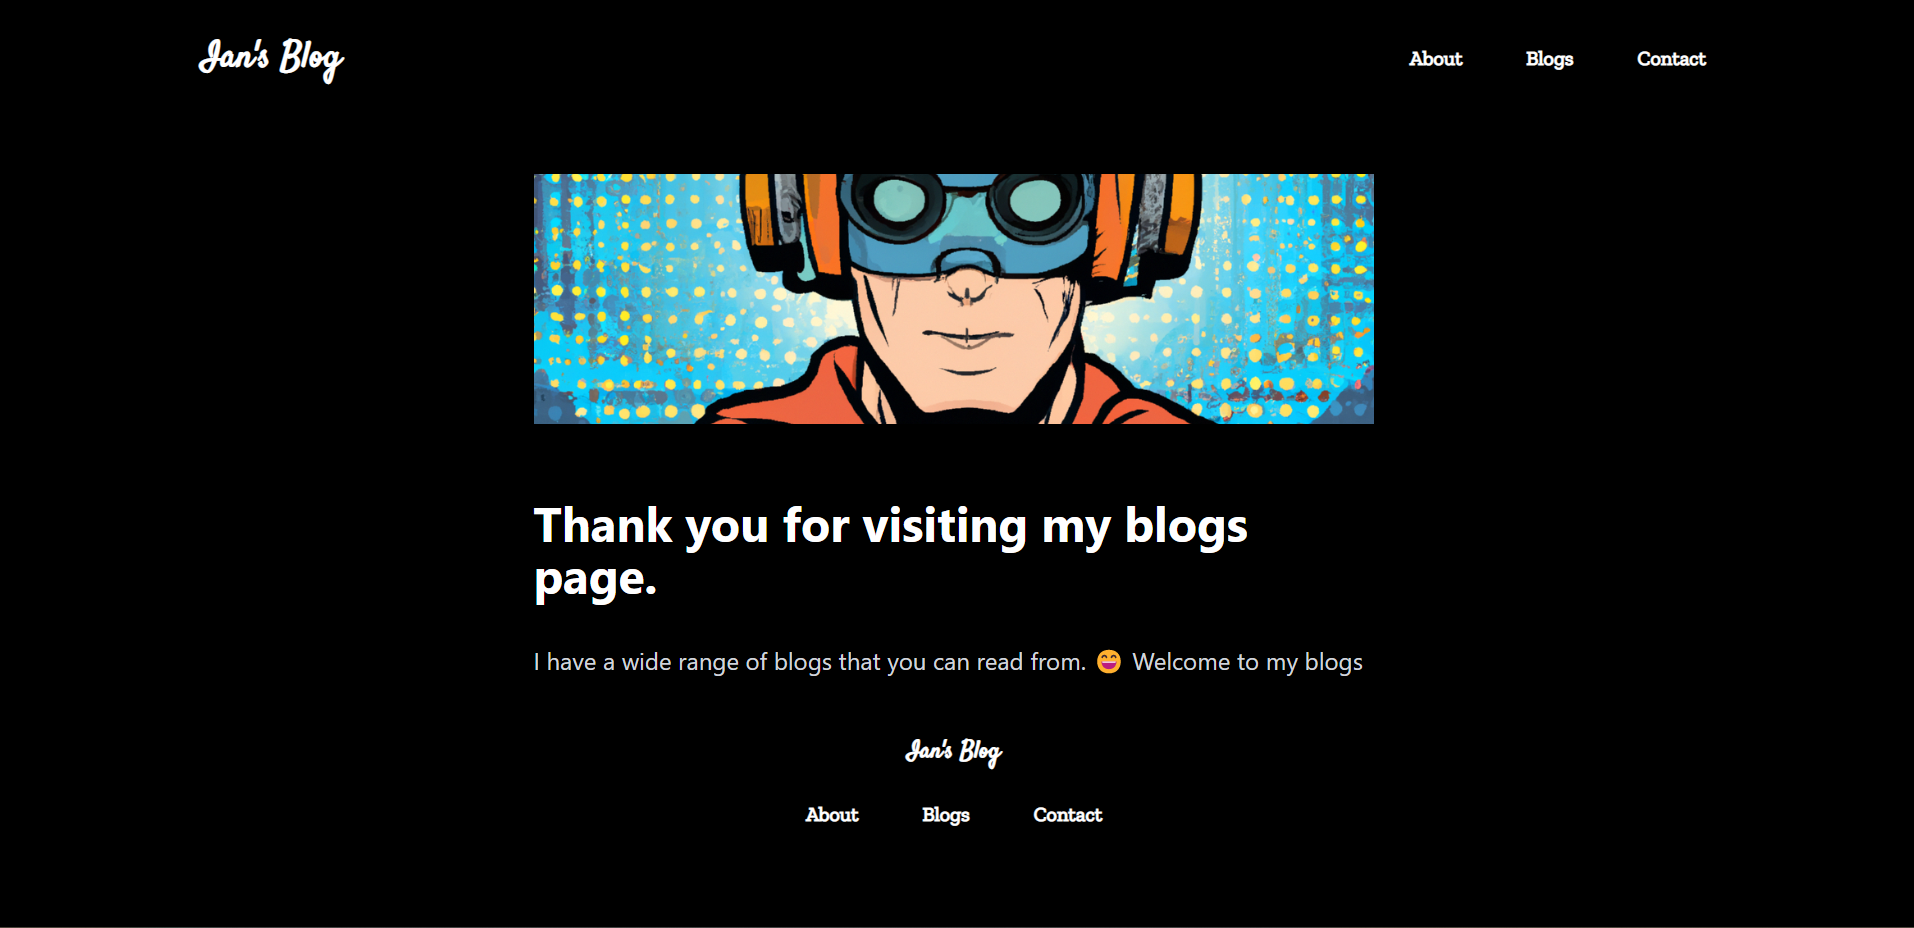 Jan's Blog
About Blogs Contact
Thank you for visiting my blogs
page.
I have a wide range of blogs that you can read from. 😄 Welcome to my blogs
Jan's Blog
About Blogs Contact